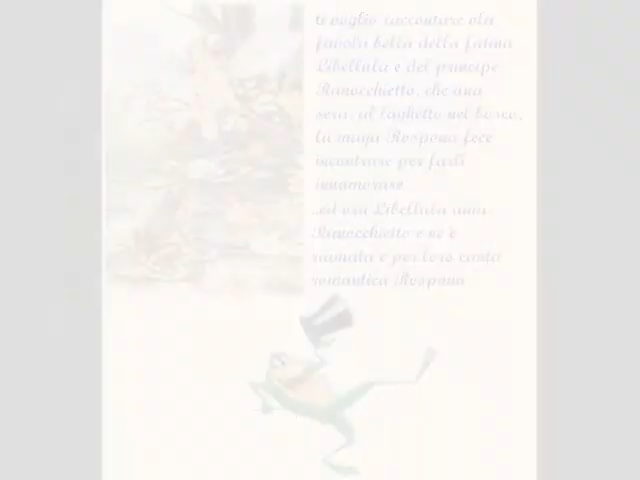 ti voglio raccontare una
favola bella della fatina
Libellula e del principe
Ranocchietto, che una
sera, al laghetto nel bosco,
la maga Rospona fece
incontrare per farli
innamorare
..ed ora Libellula ama
Ranocchietto e ne è
riamata e per loro canta
romantica Rospona